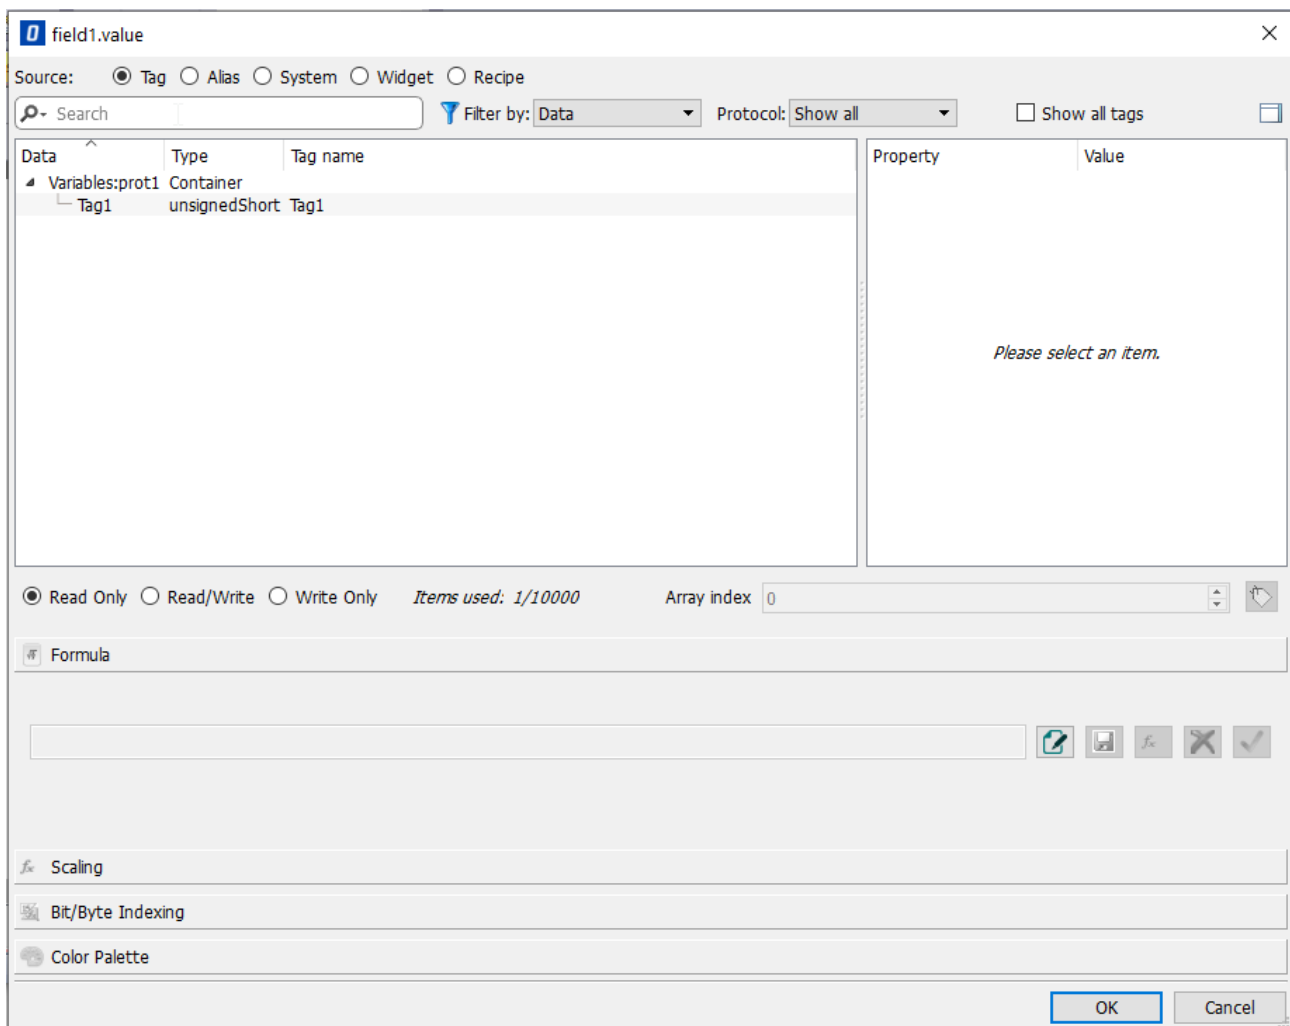 field1.value
Source: Tag Alias System Widget Recipe
Search Filter by: Data Protocol: Show all Show all tags
Data Type Tag name Property Value
Variables:prot1 Container
Tag1 unsignedShort Tag1
Please select an item.
Read Only Read/Write Write Only Items used: 1/10000 Array index 0
Formula
Scaling
Bit/Byte Indexing
Color Palette
OK Cancel